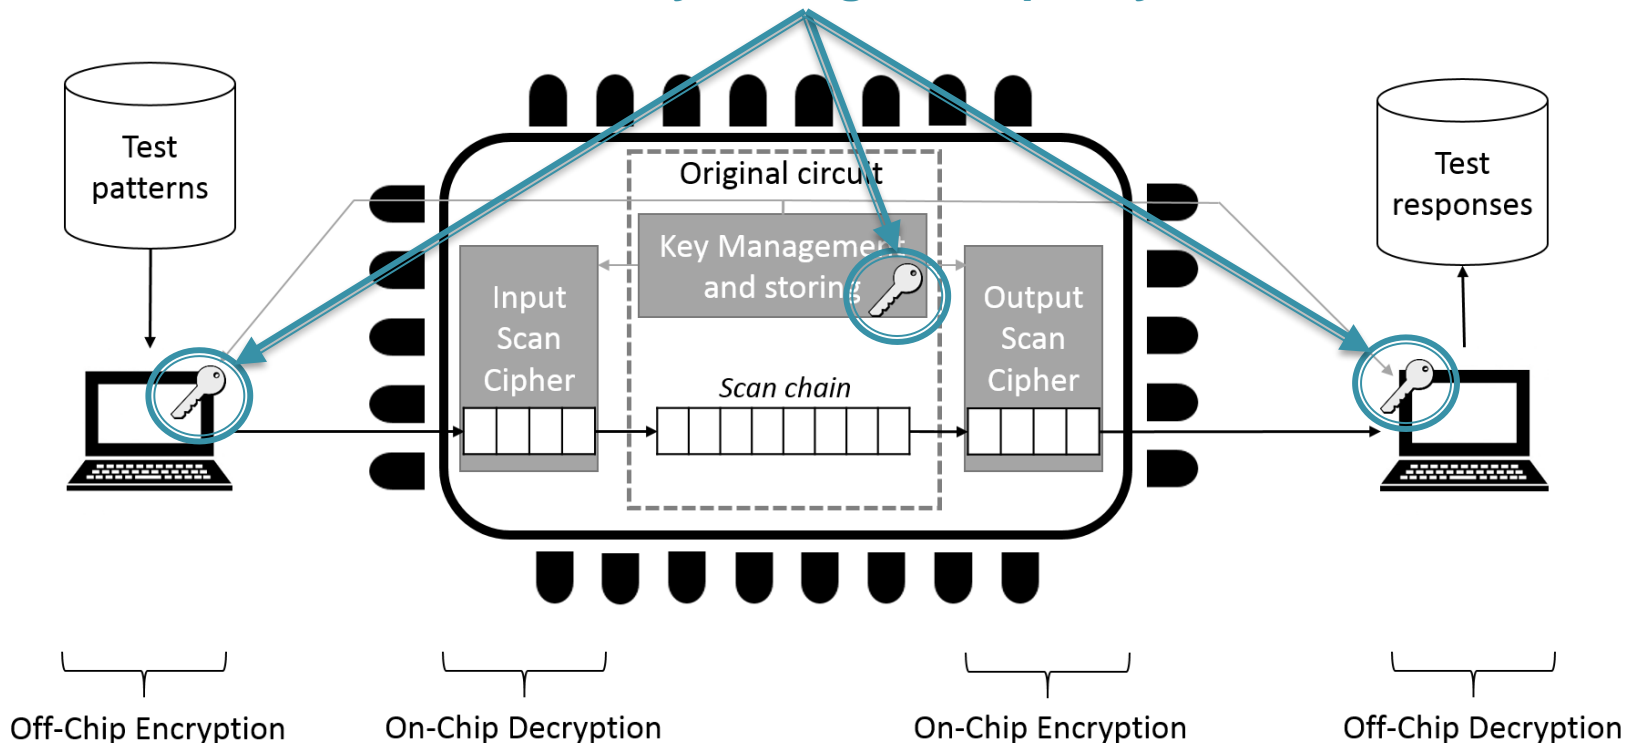 Test
patterns
Original circuit
Key Management
and storing
Input
Scan
Cipher
Output
Scan
Cipher
Scan chain
Test
responses
Off-Chip Encryption
On-Chip Decryption
On-Chip Encryption
Off-Chip Decryption